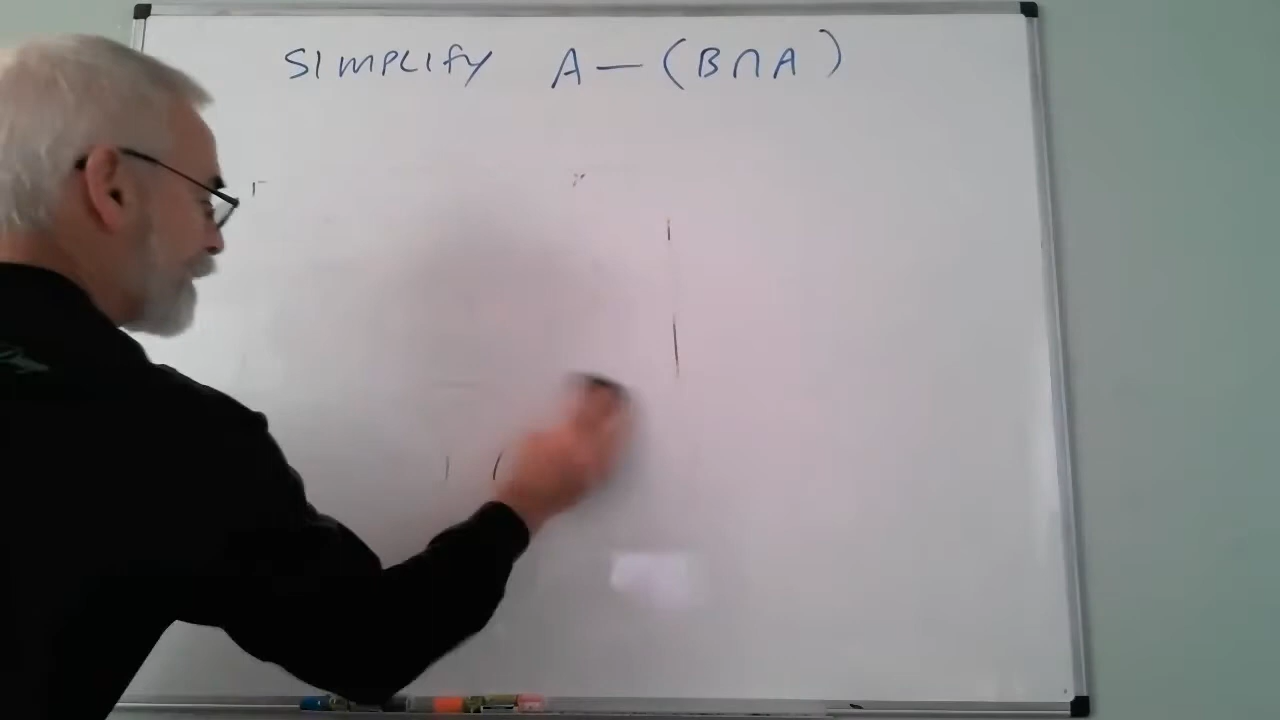 SIMPLIFY A — (B ∩ A)